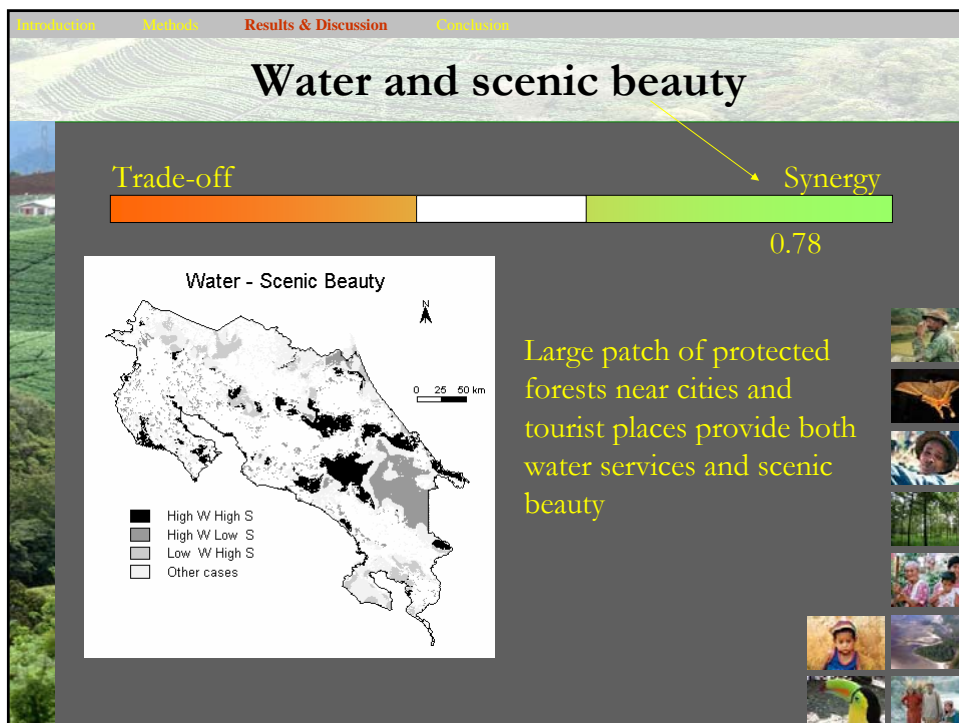 Introduction Methods Results & Discussion Conclusion
Water and scenic beauty
Trade-off Synergy
0.78
Water - Scenic Beauty
N
0 25 50 km
High W High S
High W Low S
Low W High S
Other cases
Large patch of protected
forests near cities and
tourist places provide both
water services and scenic
beauty